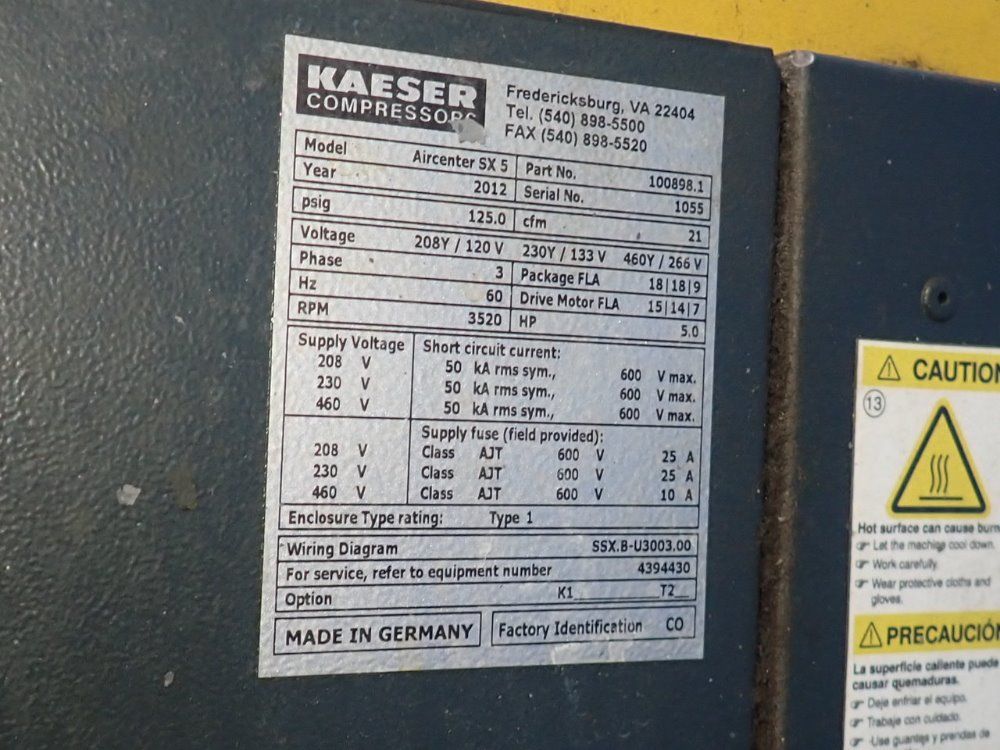 KAESER
COMPRESSORS
Fredericksburg, VA 22404
Tel. (540) 898-5500
FAX (540) 898-5520
Model Aircenter SX 5 Part No. 100898.1
Year 2012 Serial No. 1055
psig 125.0 cfm 21
Voltage 208Y / 120 V 230Y / 133 V 460Y / 266 V
Phase 3 Package FLA 18|18|9
Hz 60 Drive Motor FLA 15|14|7
RPM 3520 HP 5.0
Supply Voltage Short circuit current:
208 V 50 kA rms sym., 600 V max.
230 V 50 kA rms sym., 600 V max.
460 V 50 kA rms sym., 600 V max.
Supply fuse (field provided):
208 V Class AJT 600 V 25 A
230 V Class AJT 600 V 25 A
460 V Class AJT 600 V 10 A
Enclosure Type rating: Type 1
Wiring Diagram SSX.B-U3003.00
For service, refer to equipment number 4394430
Option K1 T2
MADE IN GERMANY Factory Identification CO
CAUTION
13
Hot surface can cause burn
☞ Let the machine cool down.
☞ Work carefully.
☞ Wear protective cloths and
gloves.
PRECAUCIÓ
La superficie caliente puede
causar quemaduras.
☞ Deje enfriar el equipo.
☞ Trabaje con cuidado.
☞ Use guantes y prendas de